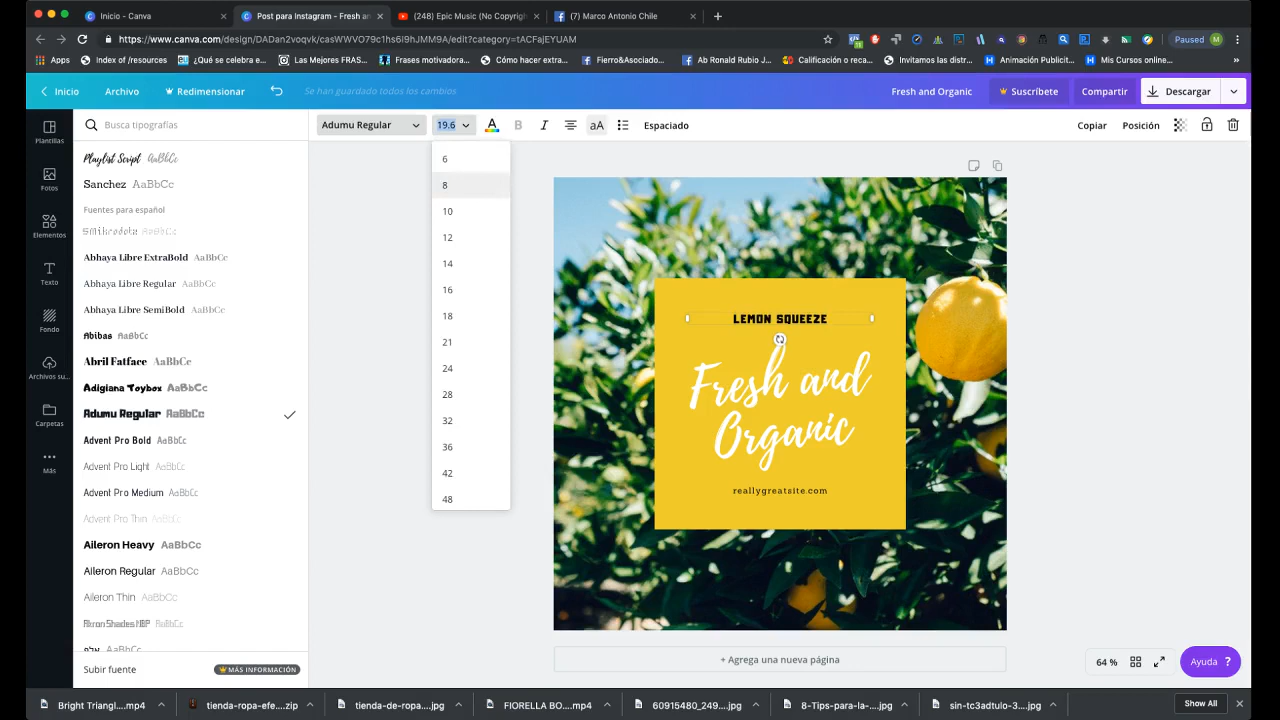 Inicio - Canva
Post para Instagram - Fresh an
(248) Epic Music (No Copyrigh
(7) Marco Antonio Chile
https://www.canva.com/design/DADan2voqvk/casWWVO79c1hs6I9hJMM9A/edit?category=tACFajEYUAM
Paused
M
Apps
Index of /resources
¿Qué se celebra e...
Las Mejores FRAS...
Frases motivadora...
Cómo hacer extra...
Fierro&Asociado...
Ab Ronald Rubio J...
Calificación o reca...
Invitamos las distr...
Animación Publicit...
Mis Cursos online...
Inicio
Archivo
Redimensionar
Se han guardado todos los cambios
Fresh and Organic
Suscríbete
Compartir
Descargar
Plantillas
Fotos
Elementos
Texto
Fondo
Archivos su...
Carpetas
Más
Busca tipografías
Adumu Regular
19.6
A
B
I
aA
Espaciado
Copiar
Posición
Playlist Script AaBbCc
Sanchez AaBbCc
Fuentes para español
Abhaya Libre ExtraBold AaBbCc
Abhaya Libre Regular AaBbCc
Abhaya Libre SemiBold AaBbCc
Abibas AaBbCc
Abril Fatface AaBbCc
Adigiana Toybox AaBbCc
Adumu Regular AaBbCc
Advent Pro Bold AaBbCc
Advent Pro Light AaBbCc
Advent Pro Medium AaBbCc
Advent Pro Thin AaBbCc
Aileron Heavy AaBbCc
Aileron Regular AaBbCc
Aileron Thin AaBbCc
AaBbCc
Subir fuente
MÁS INFORMACIÓN
6
8
10
12
14
16
18
21
24
28
32
36
42
48
LEMON SQUEEZE
Fresh and
Organic
reallygreatsite.com
+ Agrega una nueva página
64 %
Ayuda ?
Bright Triangl....mp4
tienda-ropa-efe....zip
tienda-de-ropa....jpg
FIORELLA BO....mp4
60915480_249....jpg
8-Tips-para-la-....jpg
sin-tc3adtulo-3....jpg
Show All